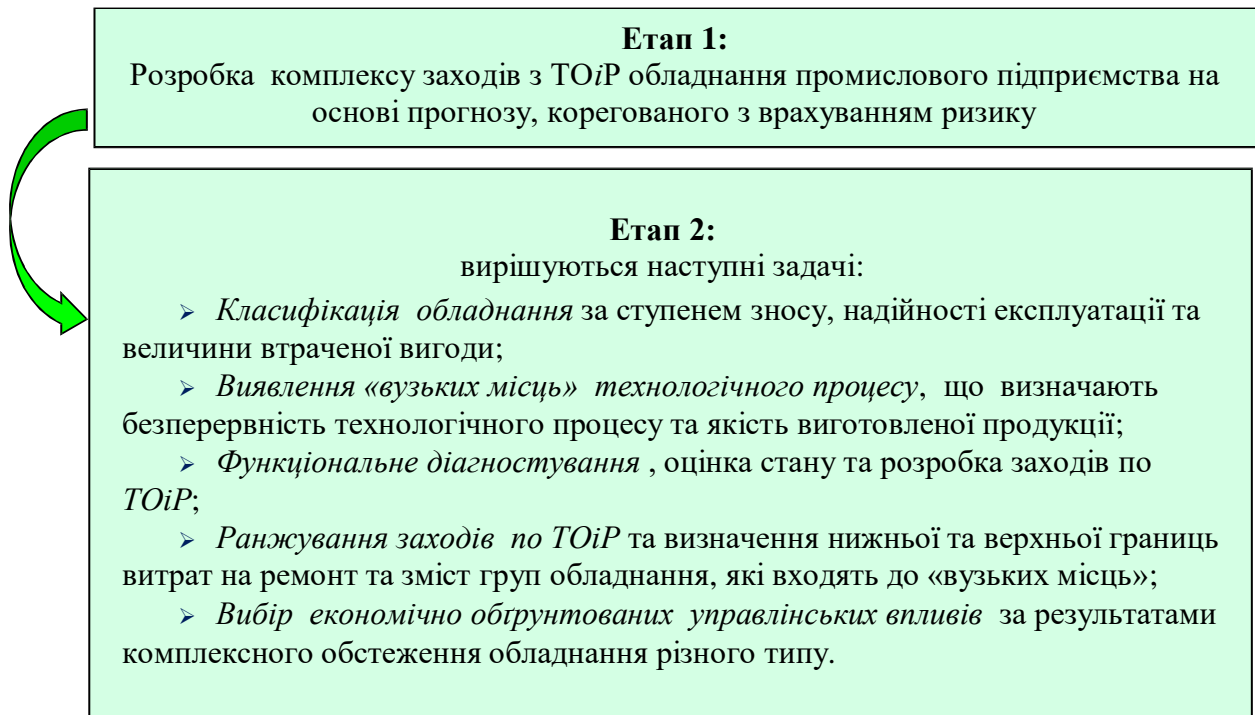 Етап 1:
Розробка комплексу заходів з ТОіР обладнання промислового підприємства на
основі прогнозу, корегованого з врахуванням ризику
Етап 2:
вирішуються наступні задачі:
➢ Класифікація обладнання за ступенем зносу, надійності експлуатації та
величини втраченої вигоди;
➢ Виявлення «вузьких місць» технологічного процесу, що визначають
безперервність технологічного процесу та якість виготовленої продукції;
➢ Функціональне діагностування , оцінка стану та розробка заходів по
ТОіР;
➢ Ранжування заходів по ТОіР та визначення нижньої та верхньої границь
витрат на ремонт та зміст груп обладнання, які входять до «вузьких місць»;
➢ Вибір економічно обґрунтованих управлінських впливів за результатами
комплексного обстеження обладнання різного типу.